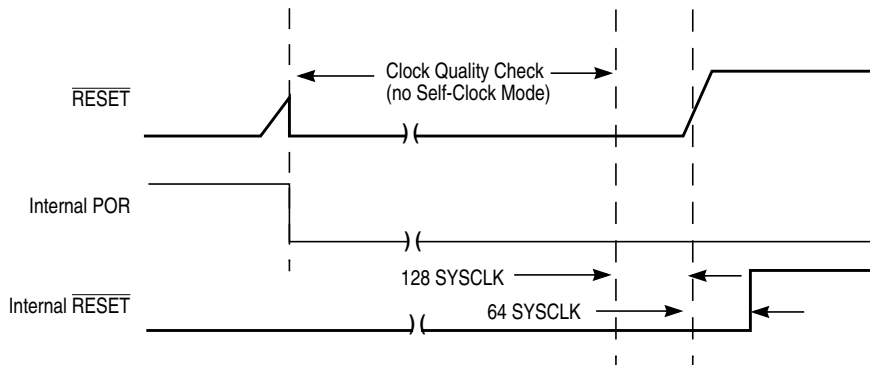 Clock Quality Check
(no Self-Clock Mode)
RESET
)(
Internal POR
)(
128 SYSCLK
Internal RESET
64 SYSCLK
)(